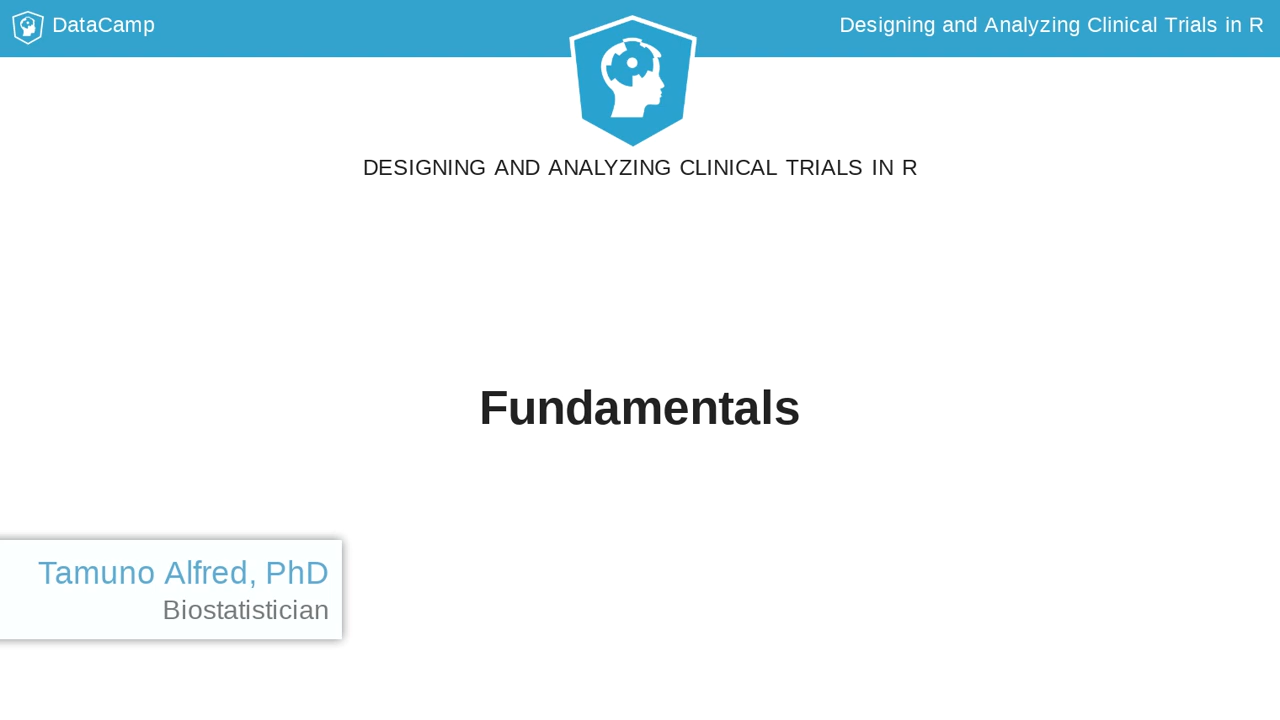 DataCamp
Designing and Analyzing Clinical Trials in R
DESIGNING AND ANALYZING CLINICAL TRIALS IN R
Fundamentals
Tamuno Alfred, PhD
Biostatistician